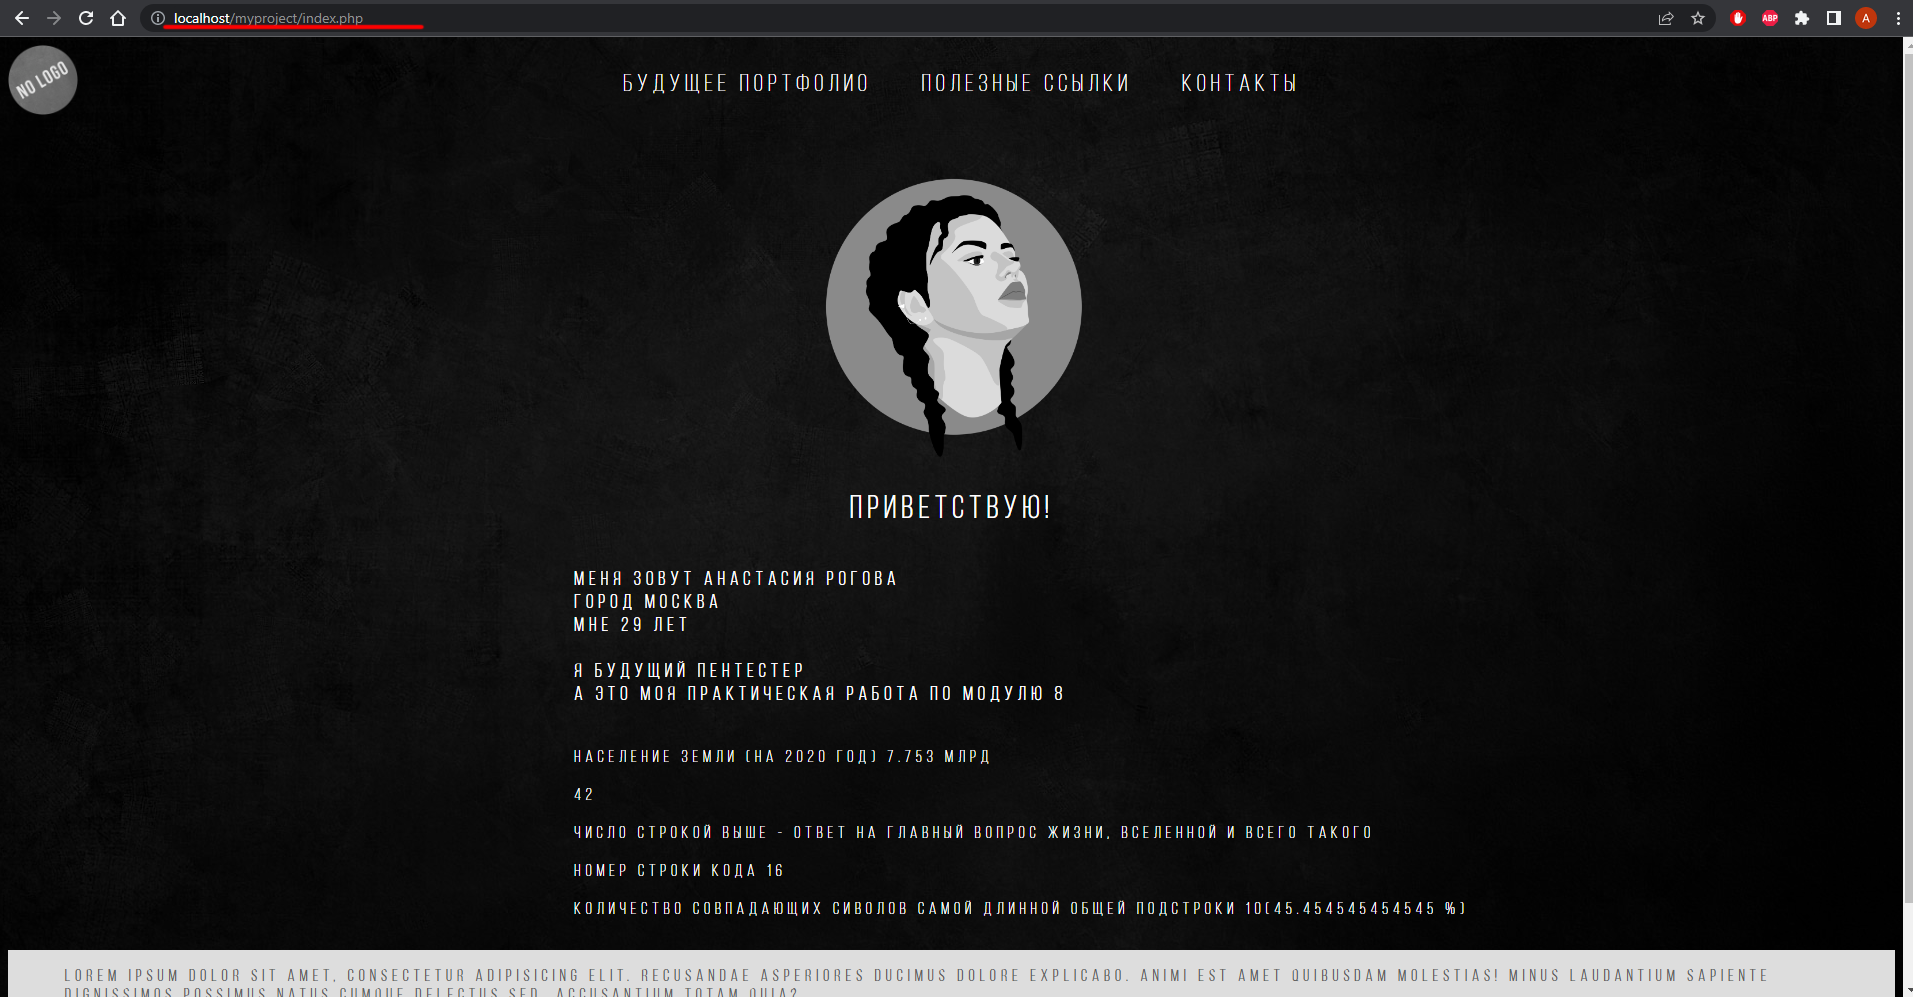 localhost/myproject/index.php
ABP
A
NO LOGO
БУДУЩЕЕ ПОРТФОЛИО ПОЛЕЗНЫЕ ССЫЛКИ КОНТАКТЫ
ПРИВЕТСТВУЮ!
МЕНЯ ЗОВУТ АНАСТАСИЯ РОГОВА
ГОРОД МОСКВА
МНЕ 29 ЛЕТ
Я БУДУЩИЙ ПЕНТЕСТЕР
А ЭТО МОЯ ПРАКТИЧЕСКАЯ РАБОТА ПО МОДУЛЮ 8
НАСЕЛЕНИЕ ЗЕМЛИ (НА 2020 ГОД) 7.753 МЛРД
42
ЧИСЛО СТРОКОЙ ВЫШЕ - ОТВЕТ НА ГЛАВНЫЙ ВОПРОС ЖИЗНИ, ВСЕЛЕННОЙ И ВСЕГО ТАКОГО
НОМЕР СТРОКИ КОДА 16
КОЛИЧЕСТВО СОВПАДАЮЩИХ СИВОЛОВ САМОЙ ДЛИННОЙ ОБЩЕЙ ПОДСТРОКИ 10(45.454545454545 %)
LOREM IPSUM DOLOR SIT AMET, CONSECTETUR ADIPISICING ELIT. RECUSANDAE ASPERIORES DUCIMUS DOLORE EXPLICABO. ANIMI EST AMET QUIBUSDAM MOLESTIAS! MINUS LAUDANTIUM SAPIENTE
DIGNISSIMOS POSSIMUS NATUS CUMQUE DELECTUS SED, ACCUSANTIUM TOTAM QUIA?